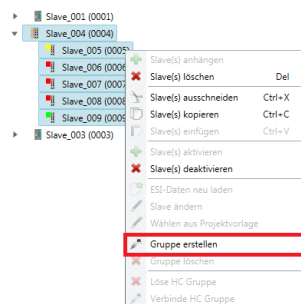 Slave_001 (0001)
Slave_004 (0004)
Slave_005 (0005)
Slave_006 (0006
Slave_007 (0007
Slave_008 (0008
Slave_009 (0009
Slave_003 (0003)
Slave(s) anhängen
Slave(s) löschen Del
Slave(s) ausschneiden Ctrl+X
Slave(s) kopieren Ctrl+C
Slave(s) einfügen Ctrl+V
Slave(s) aktivieren
Slave(s) deaktivieren
ESI-Daten neu laden
Slave ändern
Wählen aus Projektvorlage
Gruppe erstellen
Gruppe löschen
Löse HC Gruppe
Verbinde HC Gruppe